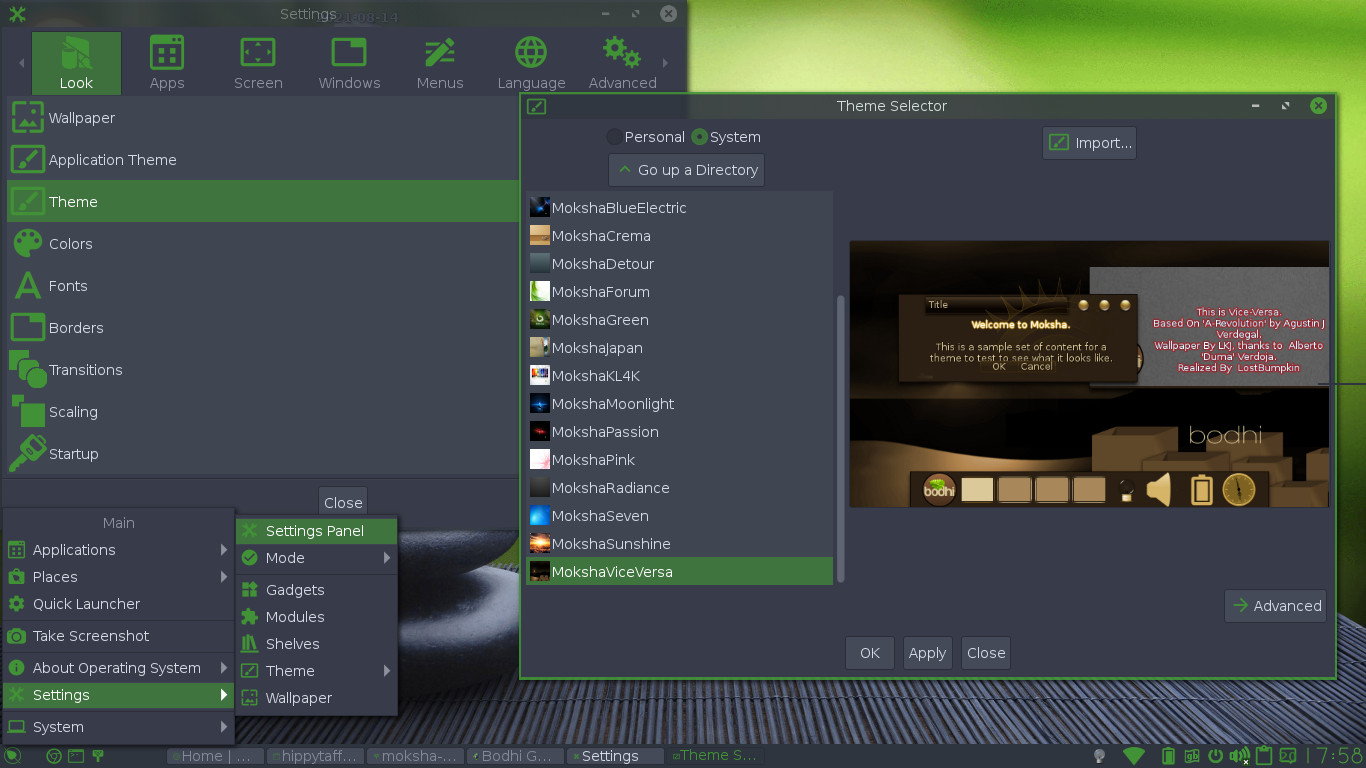 Settings
Look
Apps
Screen
Windows
Menus
Language
Advanced
Wallpaper
Application Theme
Theme
Colors
Fonts
Borders
Transitions
Scaling
Startup
Close
Theme Selector
Personal
System
Import...
Go up a Directory
MokshaBlueElectric
MokshaCrema
MokshaDetour
MokshaForum
MokshaGreen
MokshaJapan
MokshaKL4K
MokshaMoonlight
MokshaPassion
MokshaPink
MokshaRadiance
MokshaSeven
MokshaSunshine
MokshaViceVersa
Title
Welcome to Moksha.
This is a sample set of content for a
theme to test to see what it looks like.
OK Cancel
This is Vice-Versa.
Based On 'A-Revolution' by Agustin J
Verdegal.
Wallpaper By LKJ, thanks to Alberto
'Duma' Verdoja.
Realized By LostBumpkin
bodhi
bodhi
Advanced
OK
Apply
Close
Main
Applications
Places
Quick Launcher
Take Screenshot
About Operating System
Settings
System
Settings Panel
Mode
Gadgets
Modules
Shelves
Theme
Wallpaper
Home | ...
hippytaff...
moksha-...
Bodhi G...
Settings
Theme S...
gb
17:58